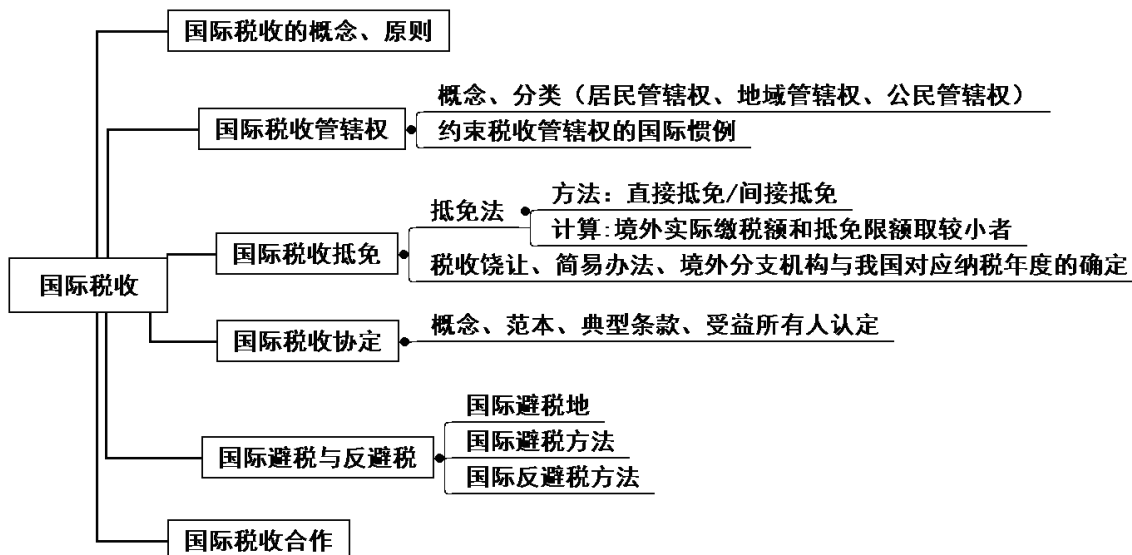 国际税收的概念、原则
概念、分类（居民管辖权、地域管辖权、公民管辖权）
国际税收管辖权
约束税收管辖权的国际惯例
方法：直接抵免/间接抵免
抵免法
计算:境外实际缴税额和抵免限额取较小者
国际税收抵免
税收饶让、简易办法、境外分支机构与我国对应纳税年度的确定
国际税收
概念、范本、典型条款、受益所有人认定
国际税收协定
国际避税地
国际避税与反避税
国际避税方法
国际反避税方法
国际税收合作